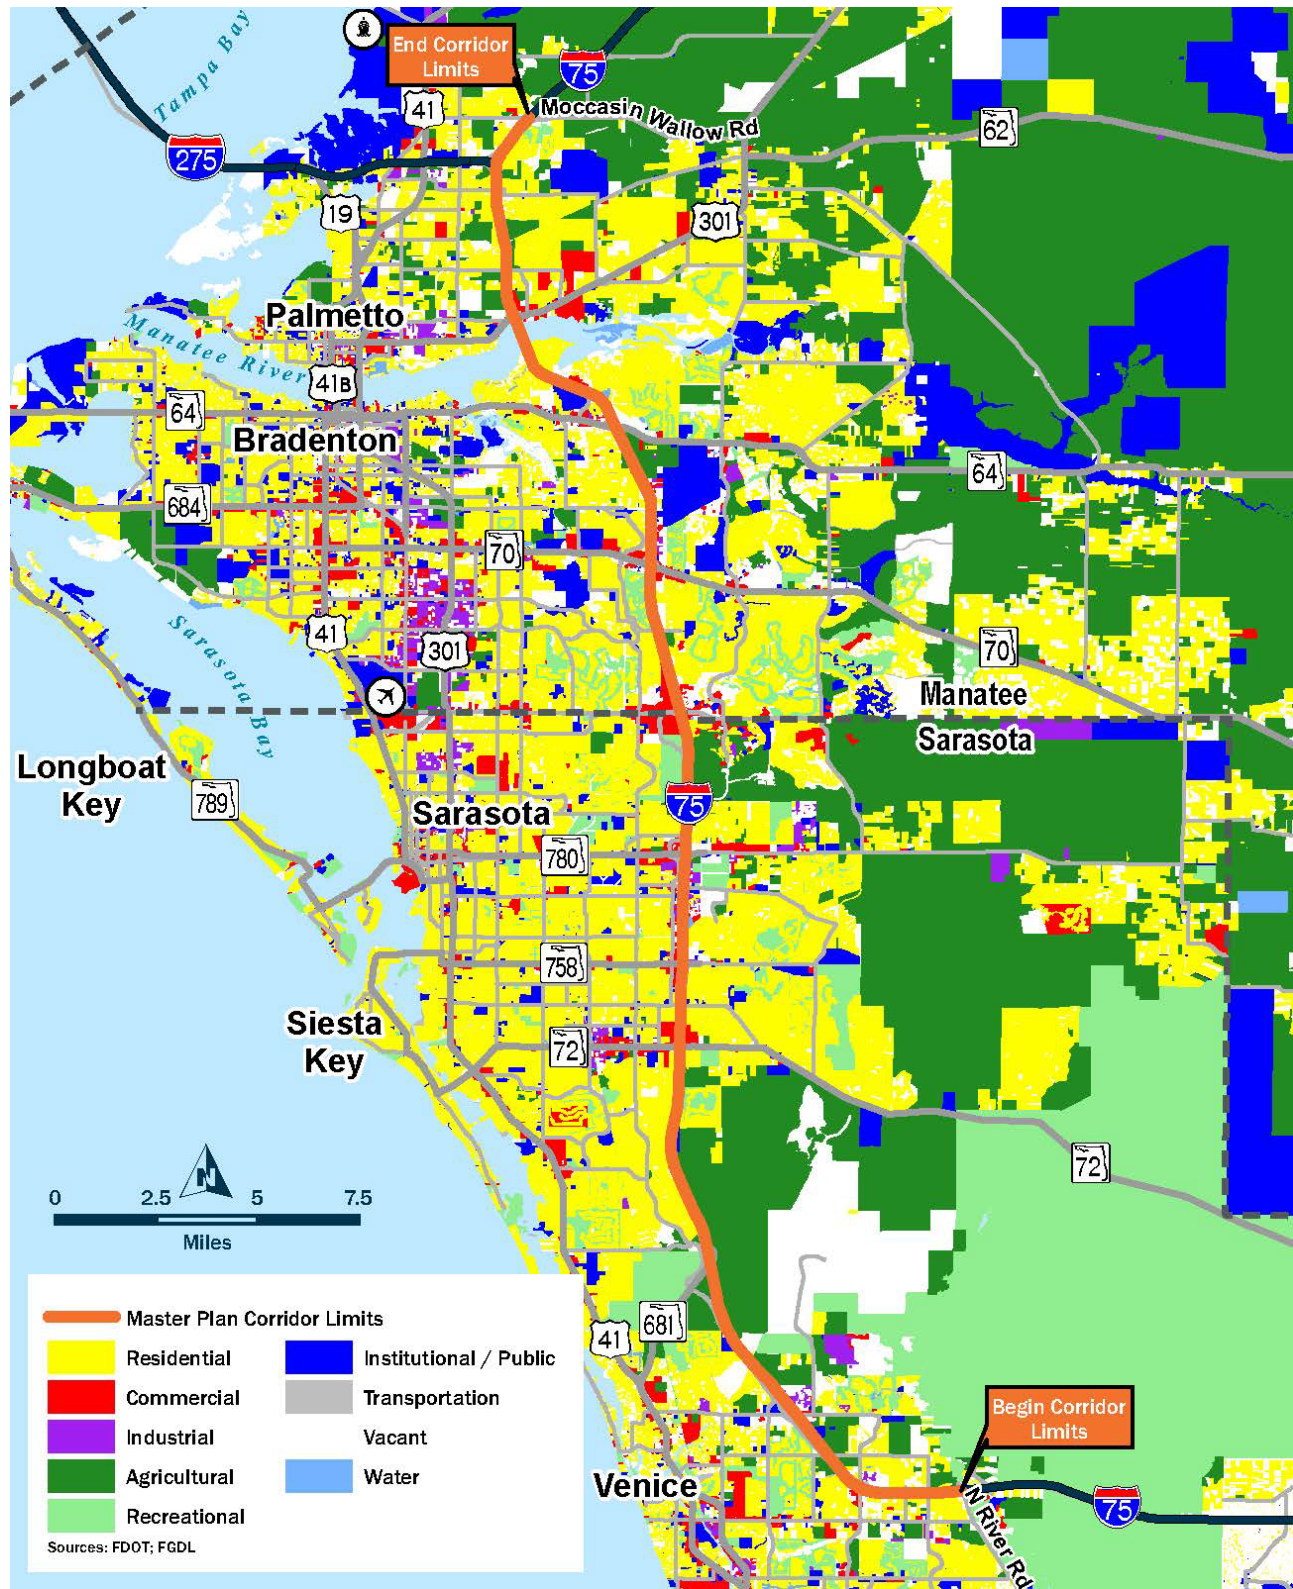 Tampa Bay
End Corridor
Limits
75
41
Moccasin Wallow Rd
62
275
19
301
Palmetto
Manatee River
41B
64
Bradenton
64
684
70
Sarasota Bay
41
301
70
Manatee
Sarasota
Longboat
Key
789
75
Sarasota
780
758
Siesta
Key
72
72
N
0 2.5 5 7.5
Miles
681
41
Begin Corridor
Limits
Venice
N River Rd
75
Master Plan Corridor Limits
Residential
Institutional / Public
Commercial
Transportation
Industrial
Vacant
Agricultural
Water
Recreational
Sources: FDOT; FGDL